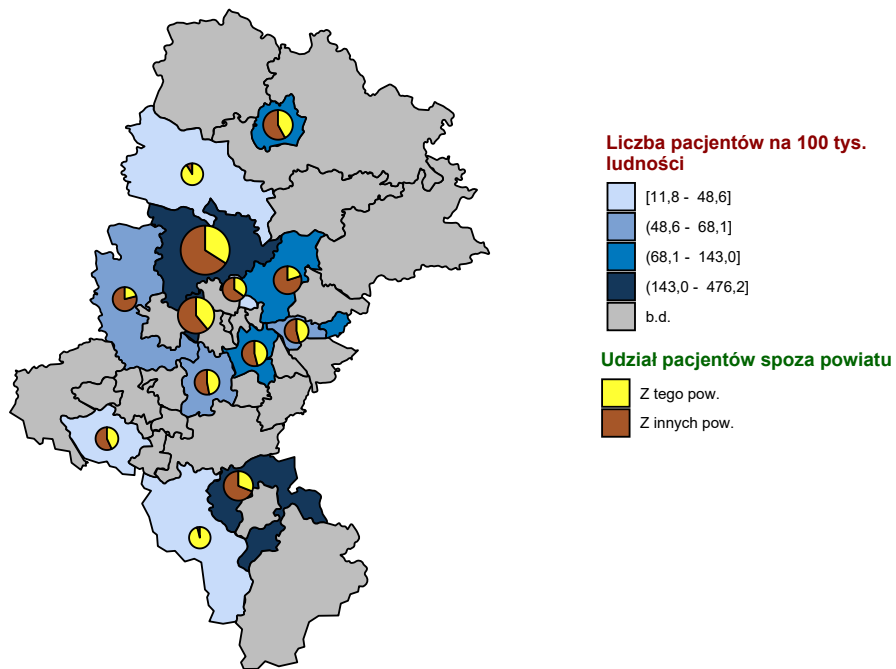 Liczba pacjentów na 100 tys.
ludności
[11,8 - 48,6]
(48,6 - 68,1]
(68,1 - 143,0]
(143,0 - 476,2]
b.d.
Udział pacjentów spoza powiatu
Z tego pow.
Z innych pow.